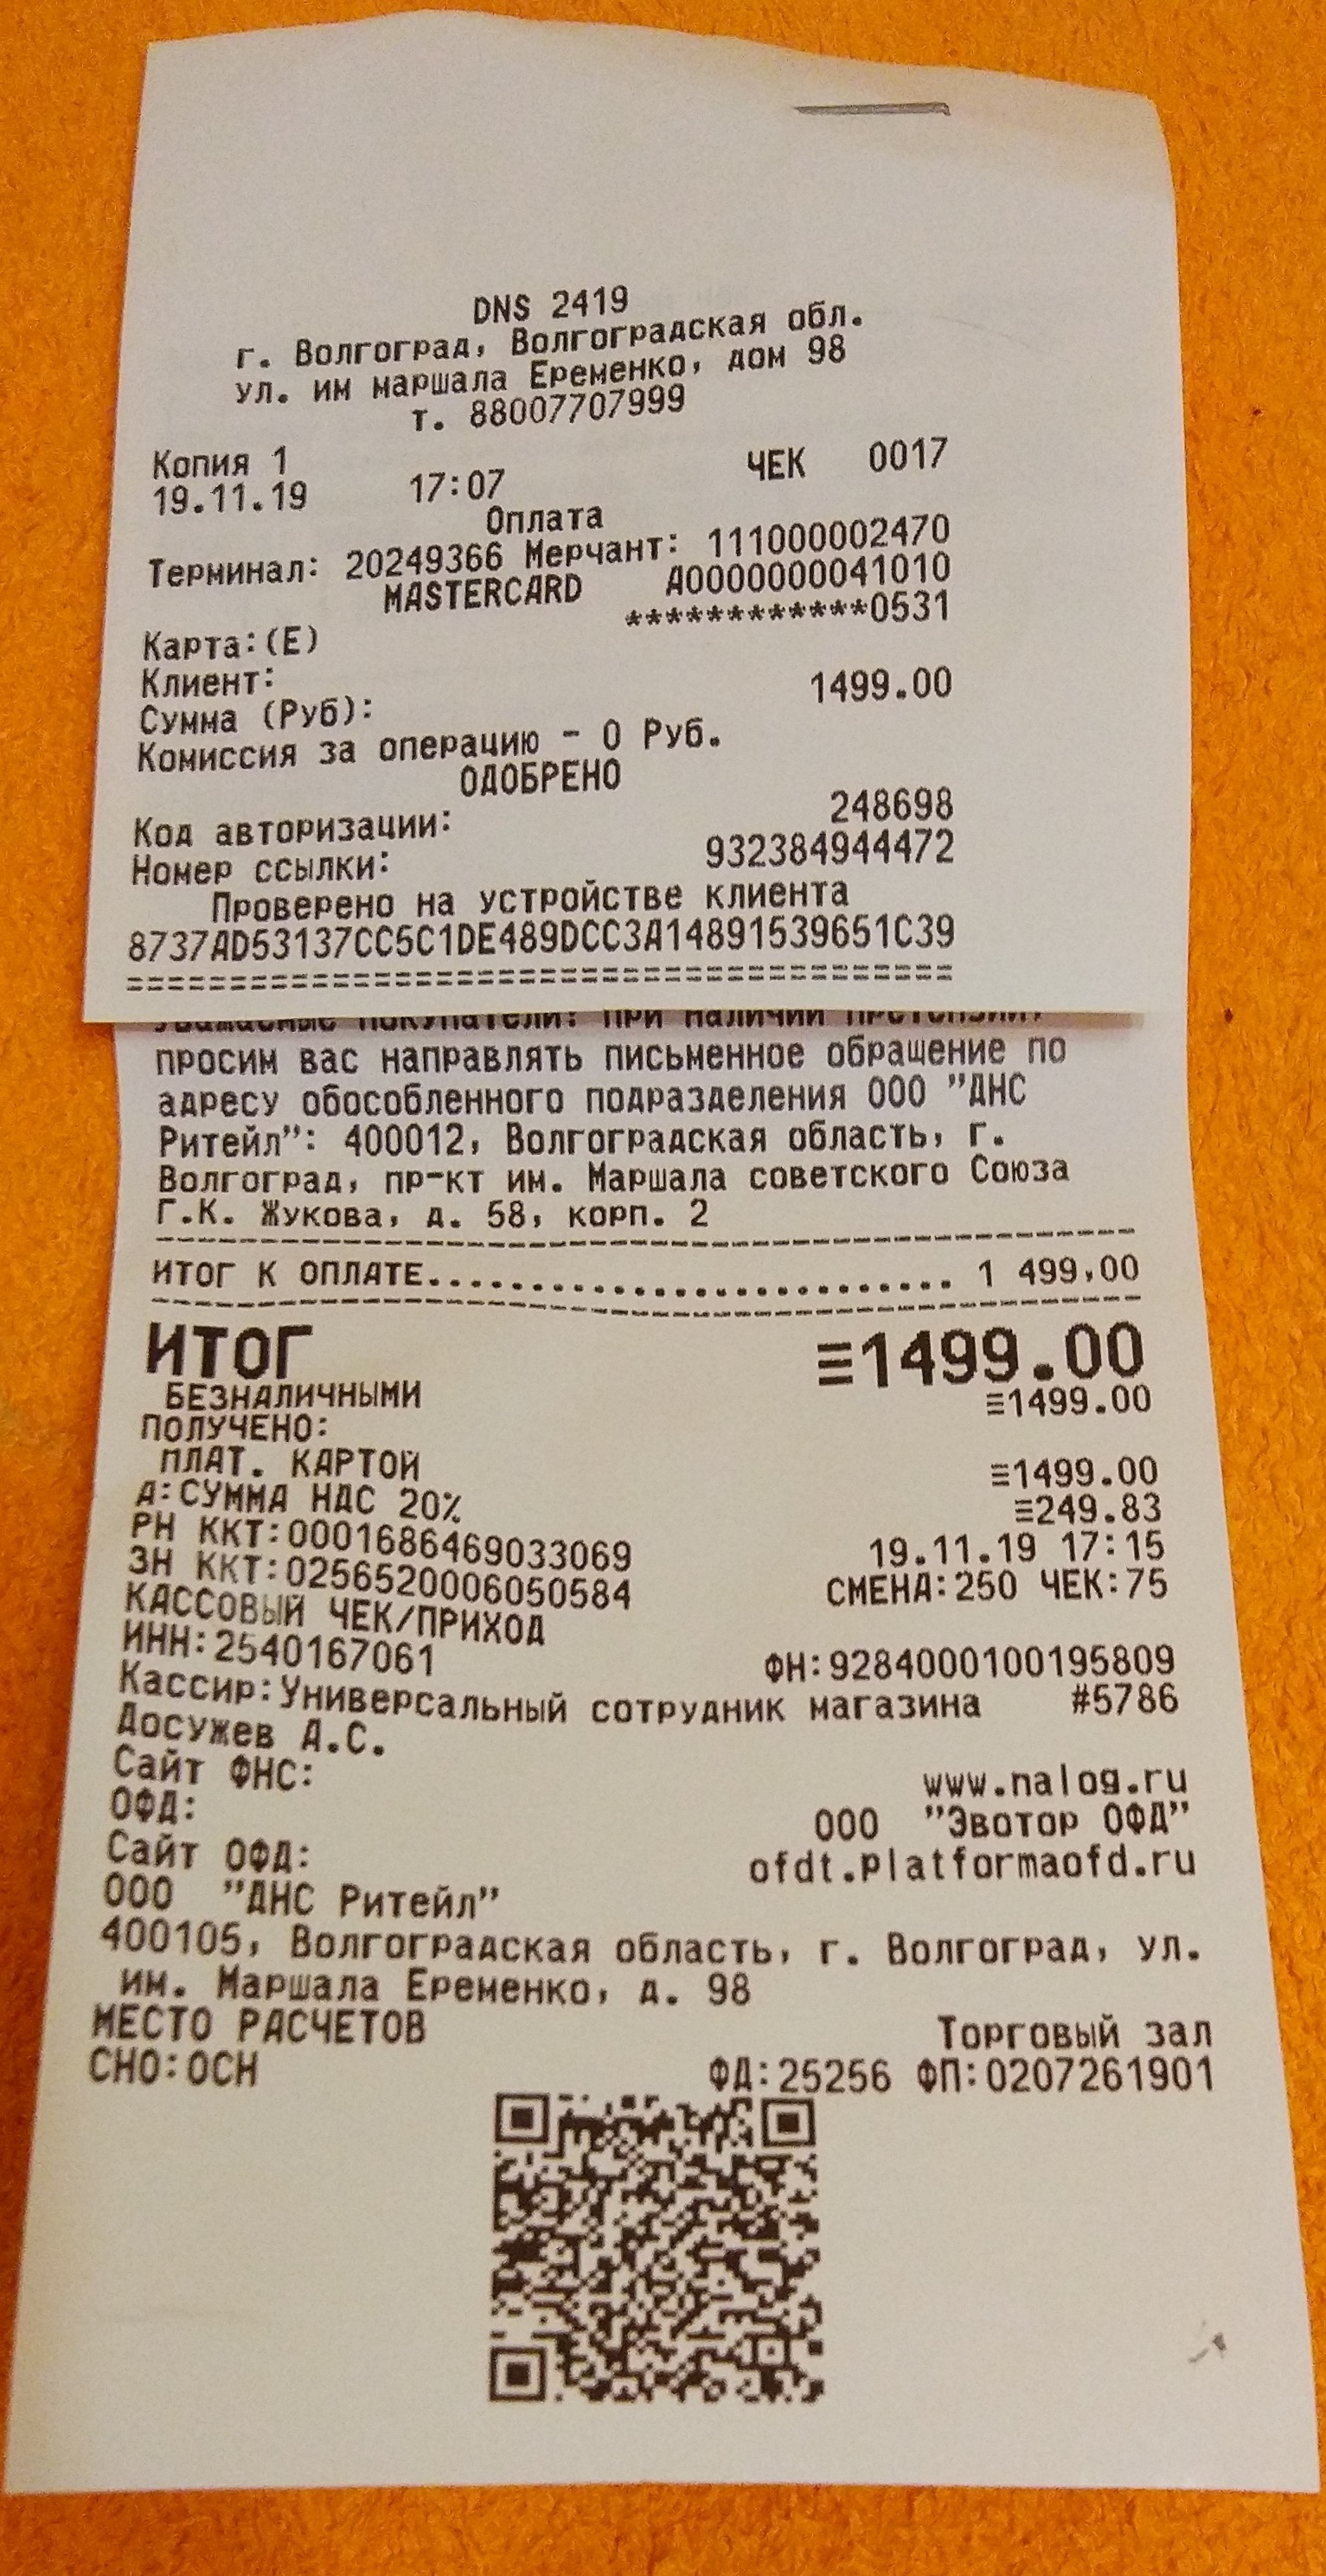 DNS 2419
г. Волгоград, Волгоградская обл.
ул. им маршала Еременко, дом 98
т. 88007707999
Копия 1 ЧЕК 0017
19.11.19 17:07
Оплата
Терминал: 20249366 Мерчант: 111000002470
MASTERCARD A0000000041010
Карта:(E) ************0531
Клиент:
Сумма (Руб): 1499.00
Комиссия за операцию - 0 Руб.
ОДОБРЕНО
Код авторизации: 248698
Номер ссылки: 932384944472
Проверено на устройстве клиента
8737AD53137CC5C1DE489DCC3A14891539651C39
========================================
Уважаемые покупатели! При наличии претензий,
просим вас направлять письменное обращение по
адресу обособленного подразделения ООО "ДНС
Ритейл": 400012, Волгоградская область, г.
Волгоград, пр-кт им. Маршала советского Союза
Г.К. Жукова, д. 58, корп. 2
ИТОГ К ОПЛАТЕ.......................... 1 499,00
ИТОГ ≡1499.00
БЕЗНАЛИЧНЫМИ ≡1499.00
ПОЛУЧЕНО:
ПЛАТ. КАРТОЙ ≡1499.00
А:СУММА НДС 20% ≡249.83
РН ККТ:0001686469033069 19.11.19 17:15
ЗН ККТ:0256520006050584 СМЕНА:250 ЧЕК:75
КАССОВЫЙ ЧЕК/ПРИХОД
ИНН:2540167061 ФН:9284000100195809
Кассир:Универсальный сотрудник магазина #5786
Досужев А.С.
Сайт ФНС: www.nalog.ru
ОФД: ООО "Эвотор ОФД"
Сайт ОФД: ofdt.platformaofd.ru
ООО "ДНС Ритейл"
400105, Волгоградская область, г. Волгоград, ул.
им. Маршала Еременко, д. 98
МЕСТО РАСЧЕТОВ Торговый зал
СНО:ОСН ФД:25256 ФП:0207261901